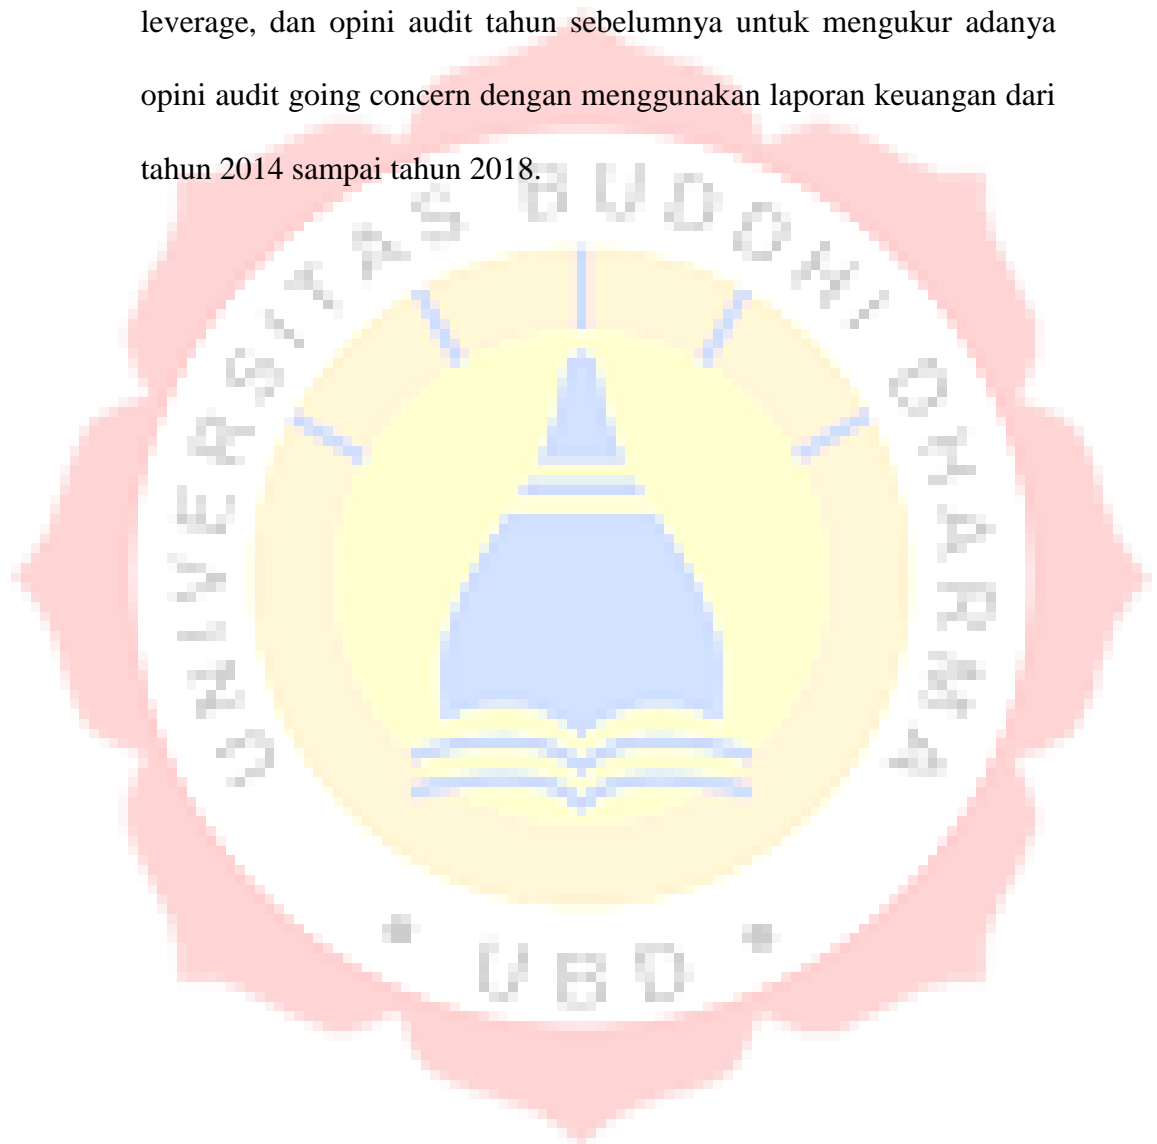 leverage, dan opini audit tahun sebelumnya untuk mengukur adanya
opini audit going concern dengan menggunakan laporan keuangan dari
tahun 2014 sampai tahun 2018.
UNIVERSITAS BUDDHI DHARMA
UBD